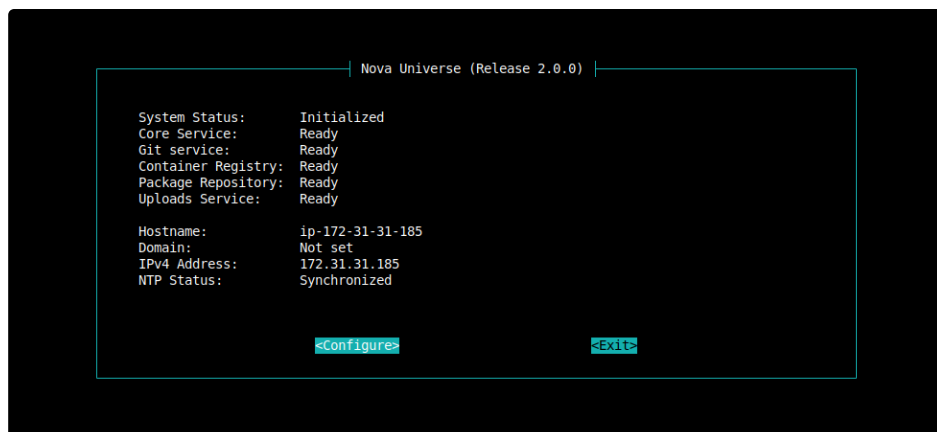 Nova Universe (Release 2.0.0)
System Status: Initialized
Core Service: Ready
Git service: Ready
Container Registry: Ready
Package Repository: Ready
Uploads Service: Ready
Hostname: ip-172-31-31-185
Domain: Not set
IPv4 Address: 172.31.31.185
NTP Status: Synchronized
<Configure> <Exit>